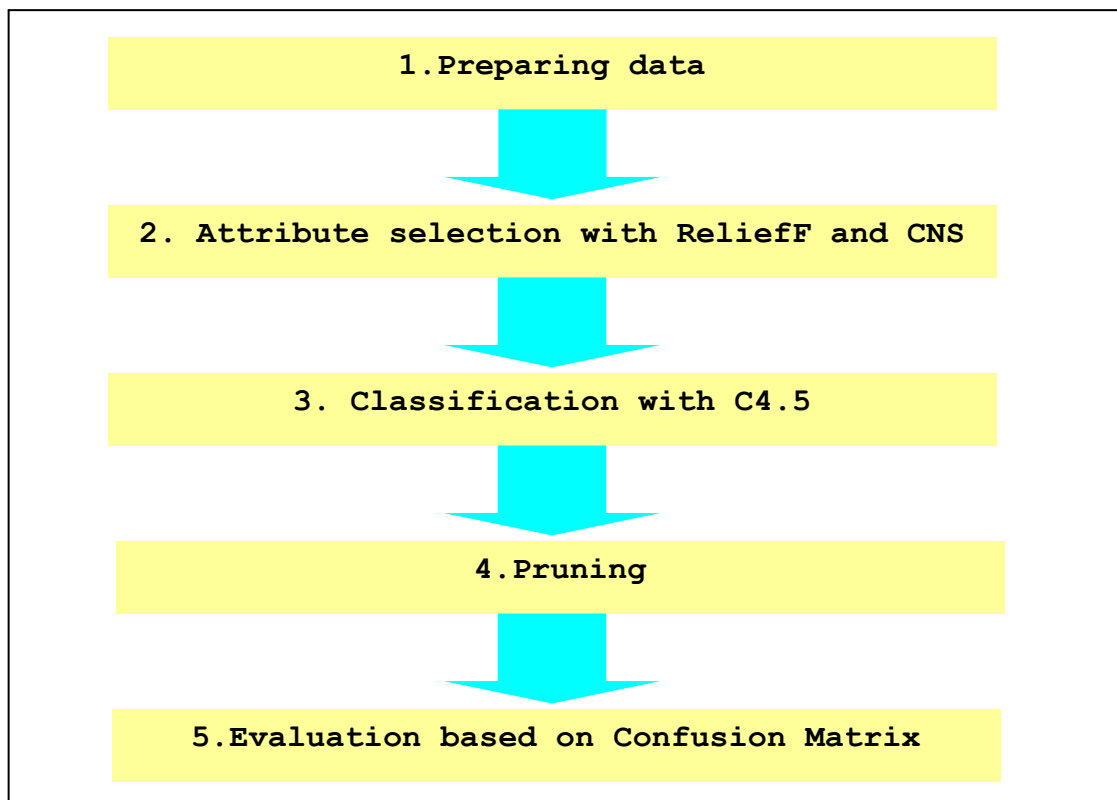 1.Preparing data
2. Attribute selection with ReliefF and CNS
3. Classification with C4.5
4.Pruning
5.Evaluation based on Confusion Matrix